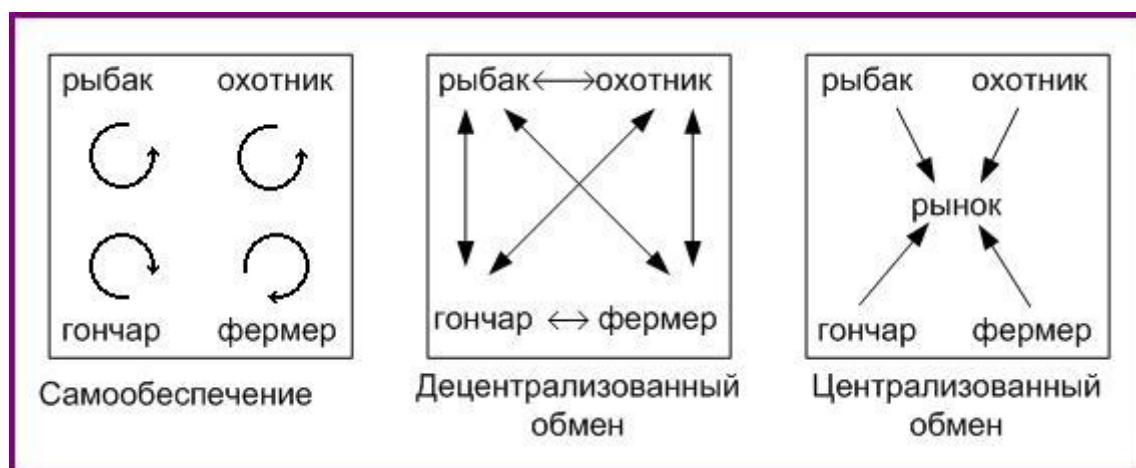 рыбак охотник
гончар фермер
Самообеспечение
рыбак охотник
гончар фермер
Децентрализованный
обмен
рыбак охотник
рынок
гончар фермер
Централизованный
обмен